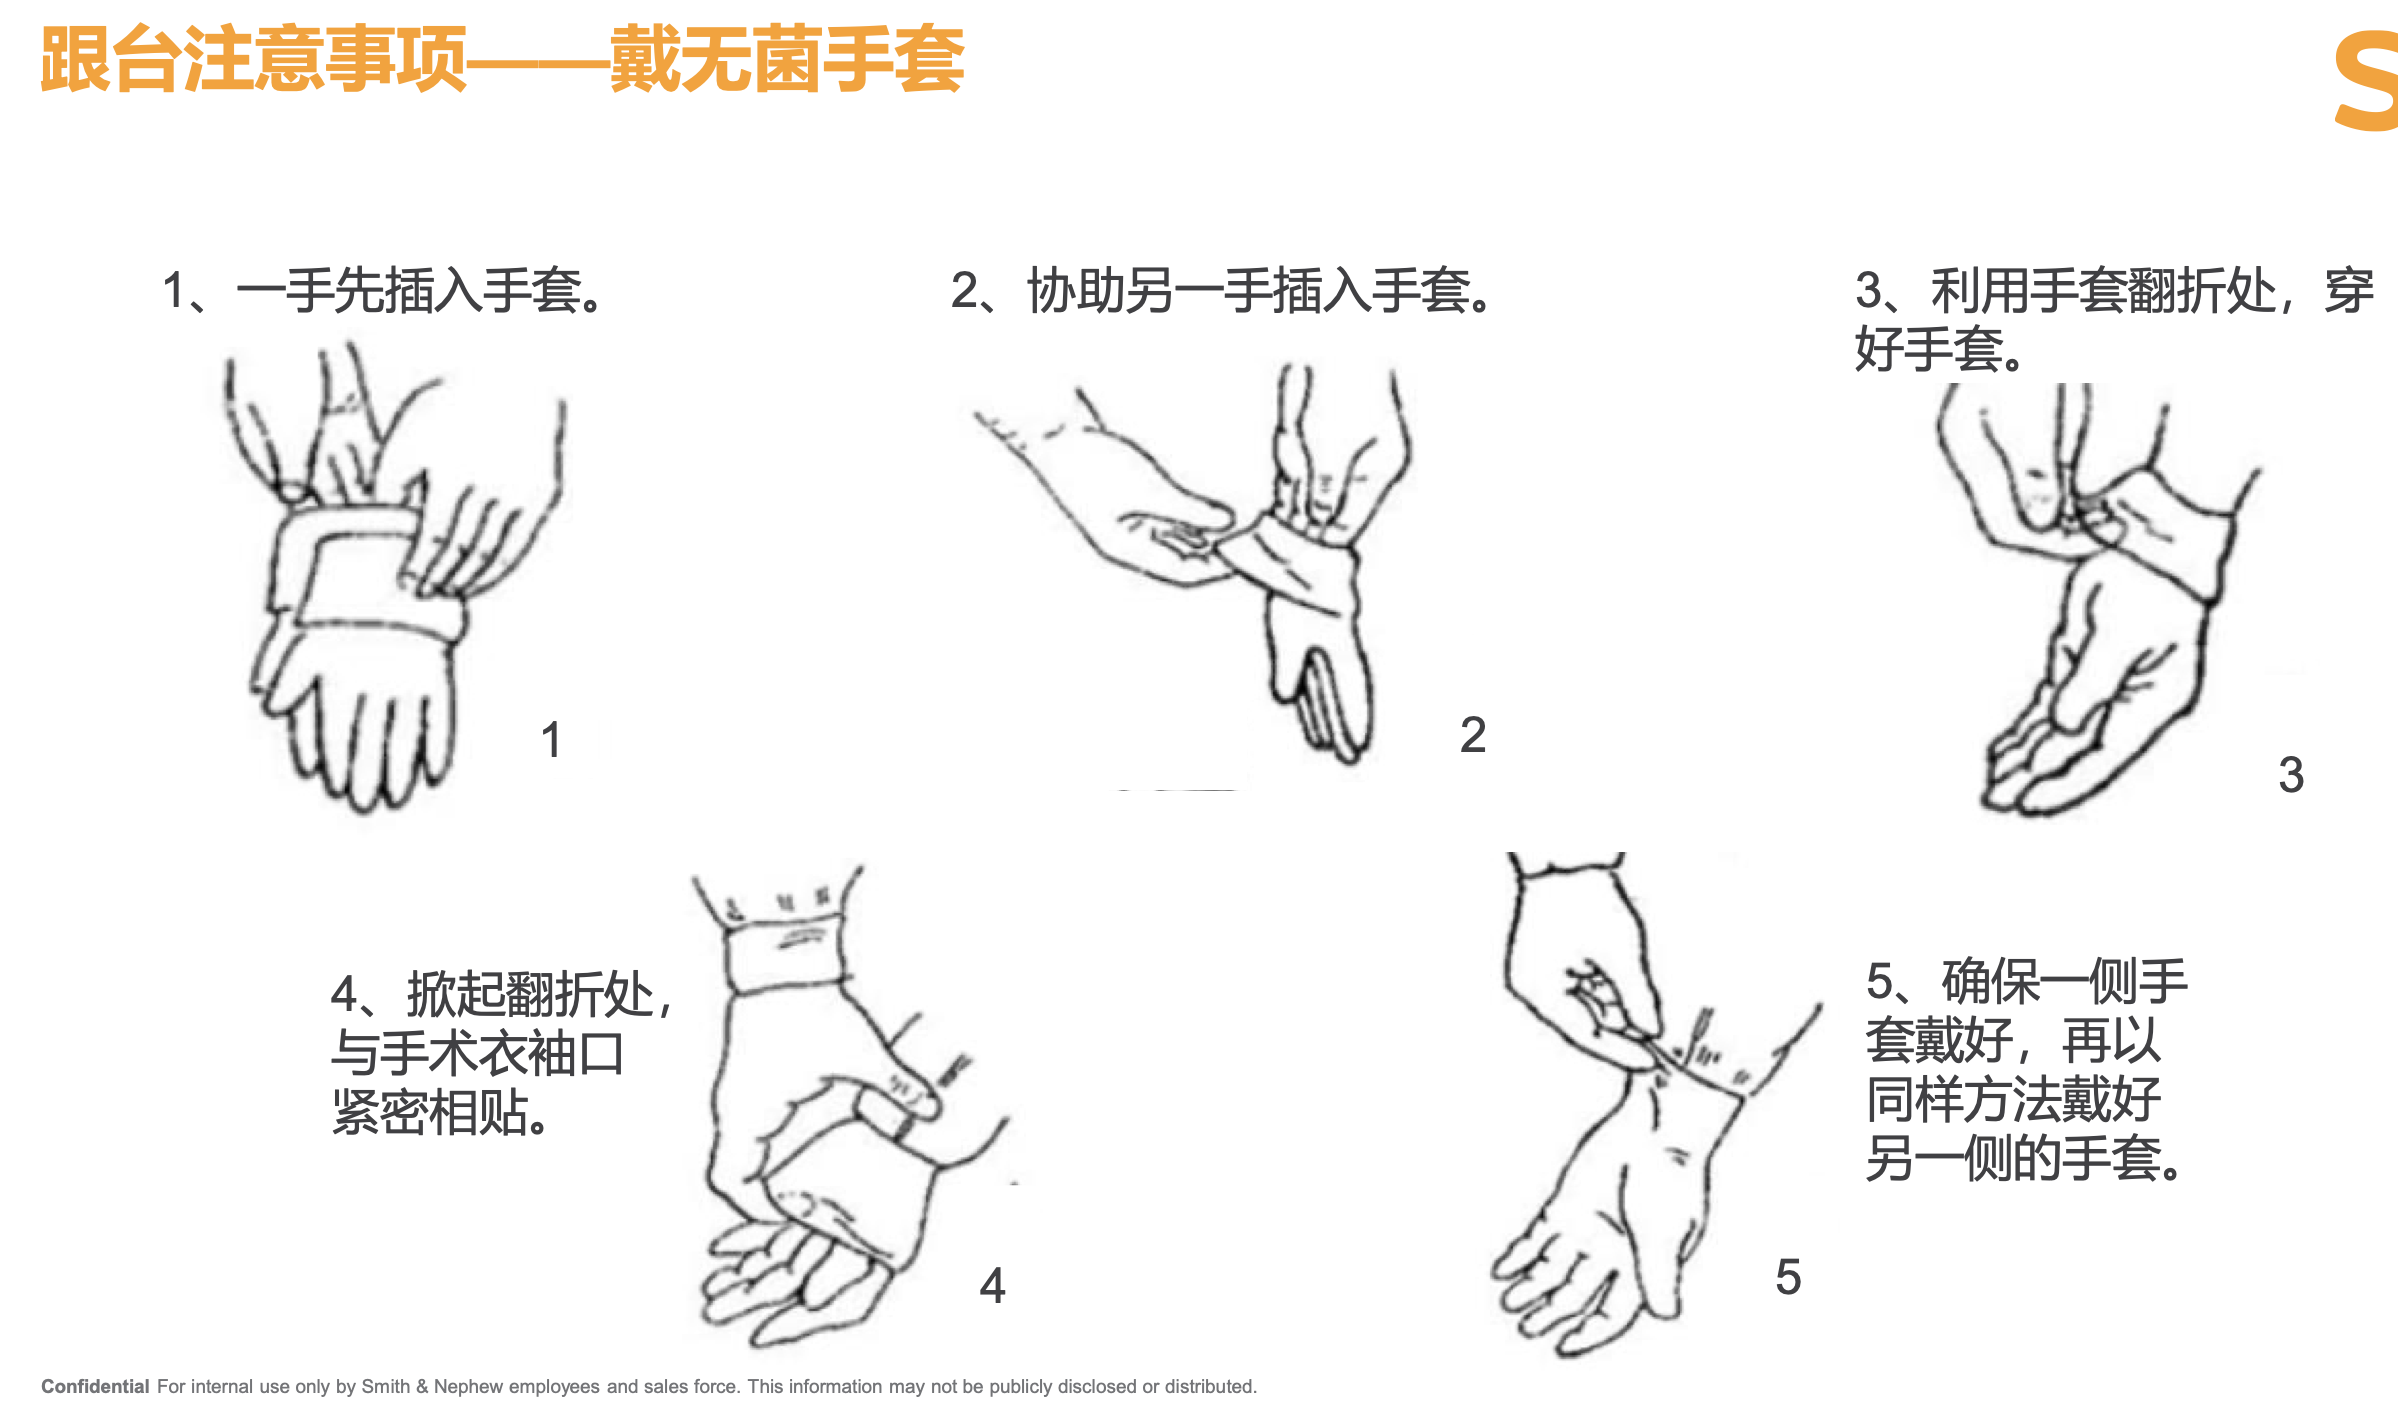 跟台注意事项——戴无菌手套
S
1、一手先插入手套。
2、协助另一手插入手套。
3、利用手套翻折处，穿
好手套。
1
2
3
4、掀起翻折处，
与手术衣袖口
紧密相贴。
4
5、确保一侧手
套戴好，再以
同样方法戴好
另一侧的手套。
5
Confidential For internal use only by Smith & Nephew employees and sales force. This information may not be publicly disclosed or distributed.